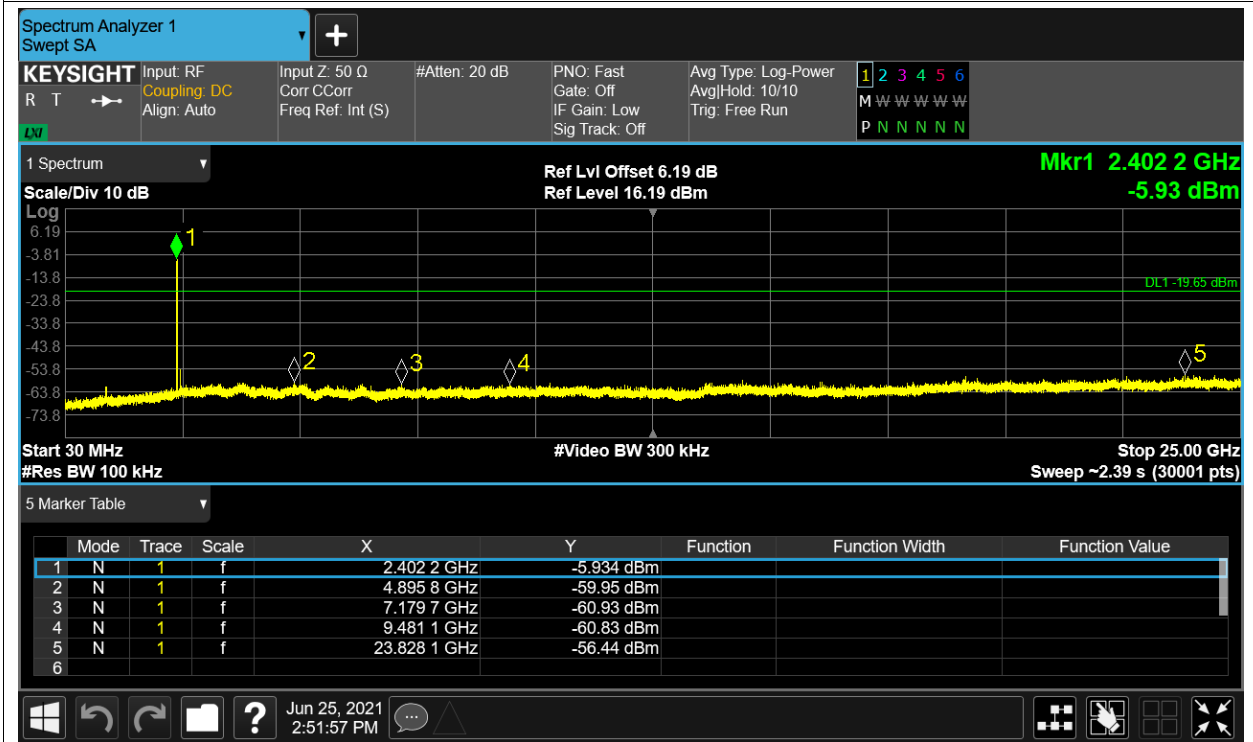 Spectrum Analyzer 1
Swept SA
+
KEYSIGHT
R T
LXI
Input: RF
Coupling: DC
Align: Auto
Input Z: 50 Ω
Corr CCorr
Freq Ref: Int (S)
#Atten: 20 dB
PNO: Fast
Gate: Off
IF Gain: Low
Sig Track: Off
Avg Type: Log-Power
Avg|Hold: 10/10
Trig: Free Run
1 2 3 4 5 6
M W W W W W
P N N N N N
1 Spectrum
Scale/Div 10 dB
Ref Lvl Offset 6.19 dB
Ref Level 16.19 dBm
Mkr1 2.402 2 GHz
-5.93 dBm
Log
6.19
-3.81
-13.8
-23.8
-33.8
-43.8
-53.8
-63.8
-73.8
1
2
3
4
5
DL1 -19.65 dBm
Start 30 MHz
#Video BW 300 kHz
Stop 25.00 GHz
#Res BW 100 kHz
Sweep ~2.39 s (30001 pts)
5 Marker Table
Mode Trace Scale X Y Function Function Width Function Value
1 N 1 f 2.402 2 GHz -5.934 dBm
2 N 1 f 4.895 8 GHz -59.95 dBm
3 N 1 f 7.179 7 GHz -60.93 dBm
4 N 1 f 9.481 1 GHz -60.83 dBm
5 N 1 f 23.828 1 GHz -56.44 dBm
6
?
Jun 25, 2021
2:51:57 PM